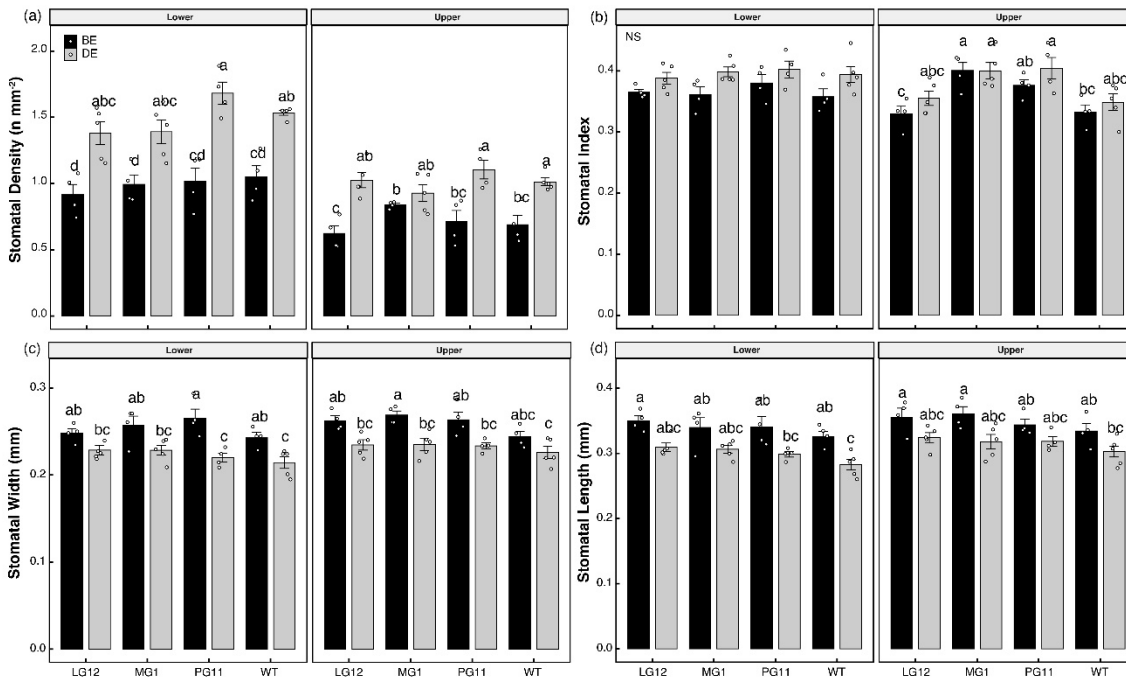 (a)
Lower
Upper
BE
DE
Stomatal Density (n mm⁻²)
2.0
1.5
1.0
0.5
0.0
d abc d abc cd a cd ab
c ab b ab bc a bc a
(b)
Lower
Upper
NS
Stomatal Index
0.4
0.3
0.2
0.1
0.0
c abc a a ab a bc abc
(c)
Lower
Upper
Stomatal Width (mm)
0.3
0.2
0.1
0.0
ab bc ab bc a c ab c
ab bc a bc ab bc abc c
LG12 MG1 PG11 WT
LG12 MG1 PG11 WT
(d)
Lower
Upper
Stomatal Length (mm)
0.4
0.3
0.2
0.1
0.0
a abc ab abc ab bc ab c
a abc a abc ab abc ab bc
LG12 MG1 PG11 WT
LG12 MG1 PG11 WT